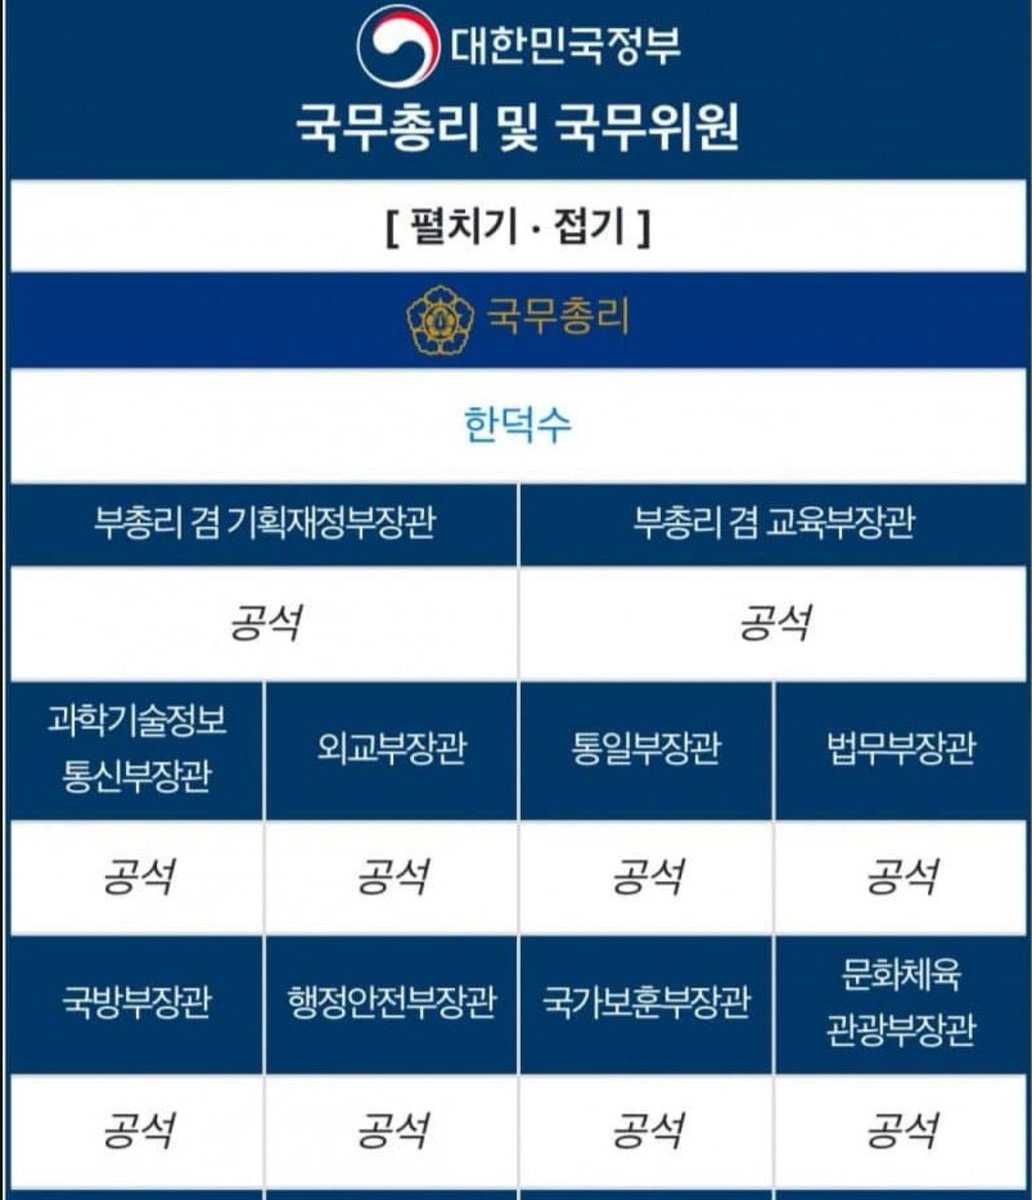 대한민국정부
국무총리 및 국무위원
[ 펼치기 · 접기 ]
국무총리
한덕수
부총리 겸 기획재정부장관
부총리 겸 교육부장관
공석
공석
과학기술정보
통신부장관
외교부장관
통일부장관
법무부장관
공석
공석
공석
공석
국방부장관
행정안전부장관
국가보훈부장관
문화체육
관광부장관
공석
공석
공석
공석